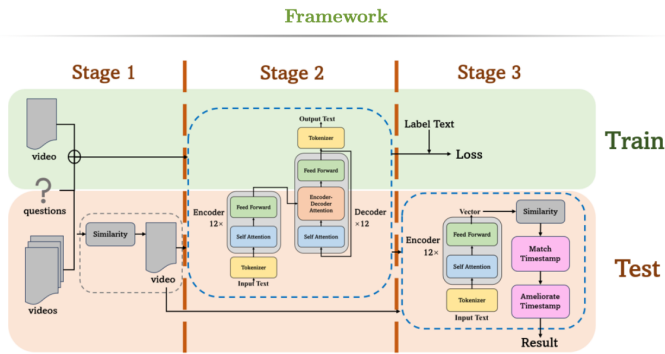 Framework
Stage 1
Stage 2
Stage 3
Train
Test
video
questions
videos
Similarity
video
Output Text
Tokenizer
Feed Forward
Encoder-
Decoder
Attention
Self Attention
Decoder
×12
Encoder
12×
Feed Forward
Self Attention
Tokenizer
Input Text
Label Text
Loss
Vector
Similarity
Encoder
12×
Feed Forward
Self Attention
Tokenizer
Input Text
Match
Timestamp
Ameliorate
Timestamp
Result